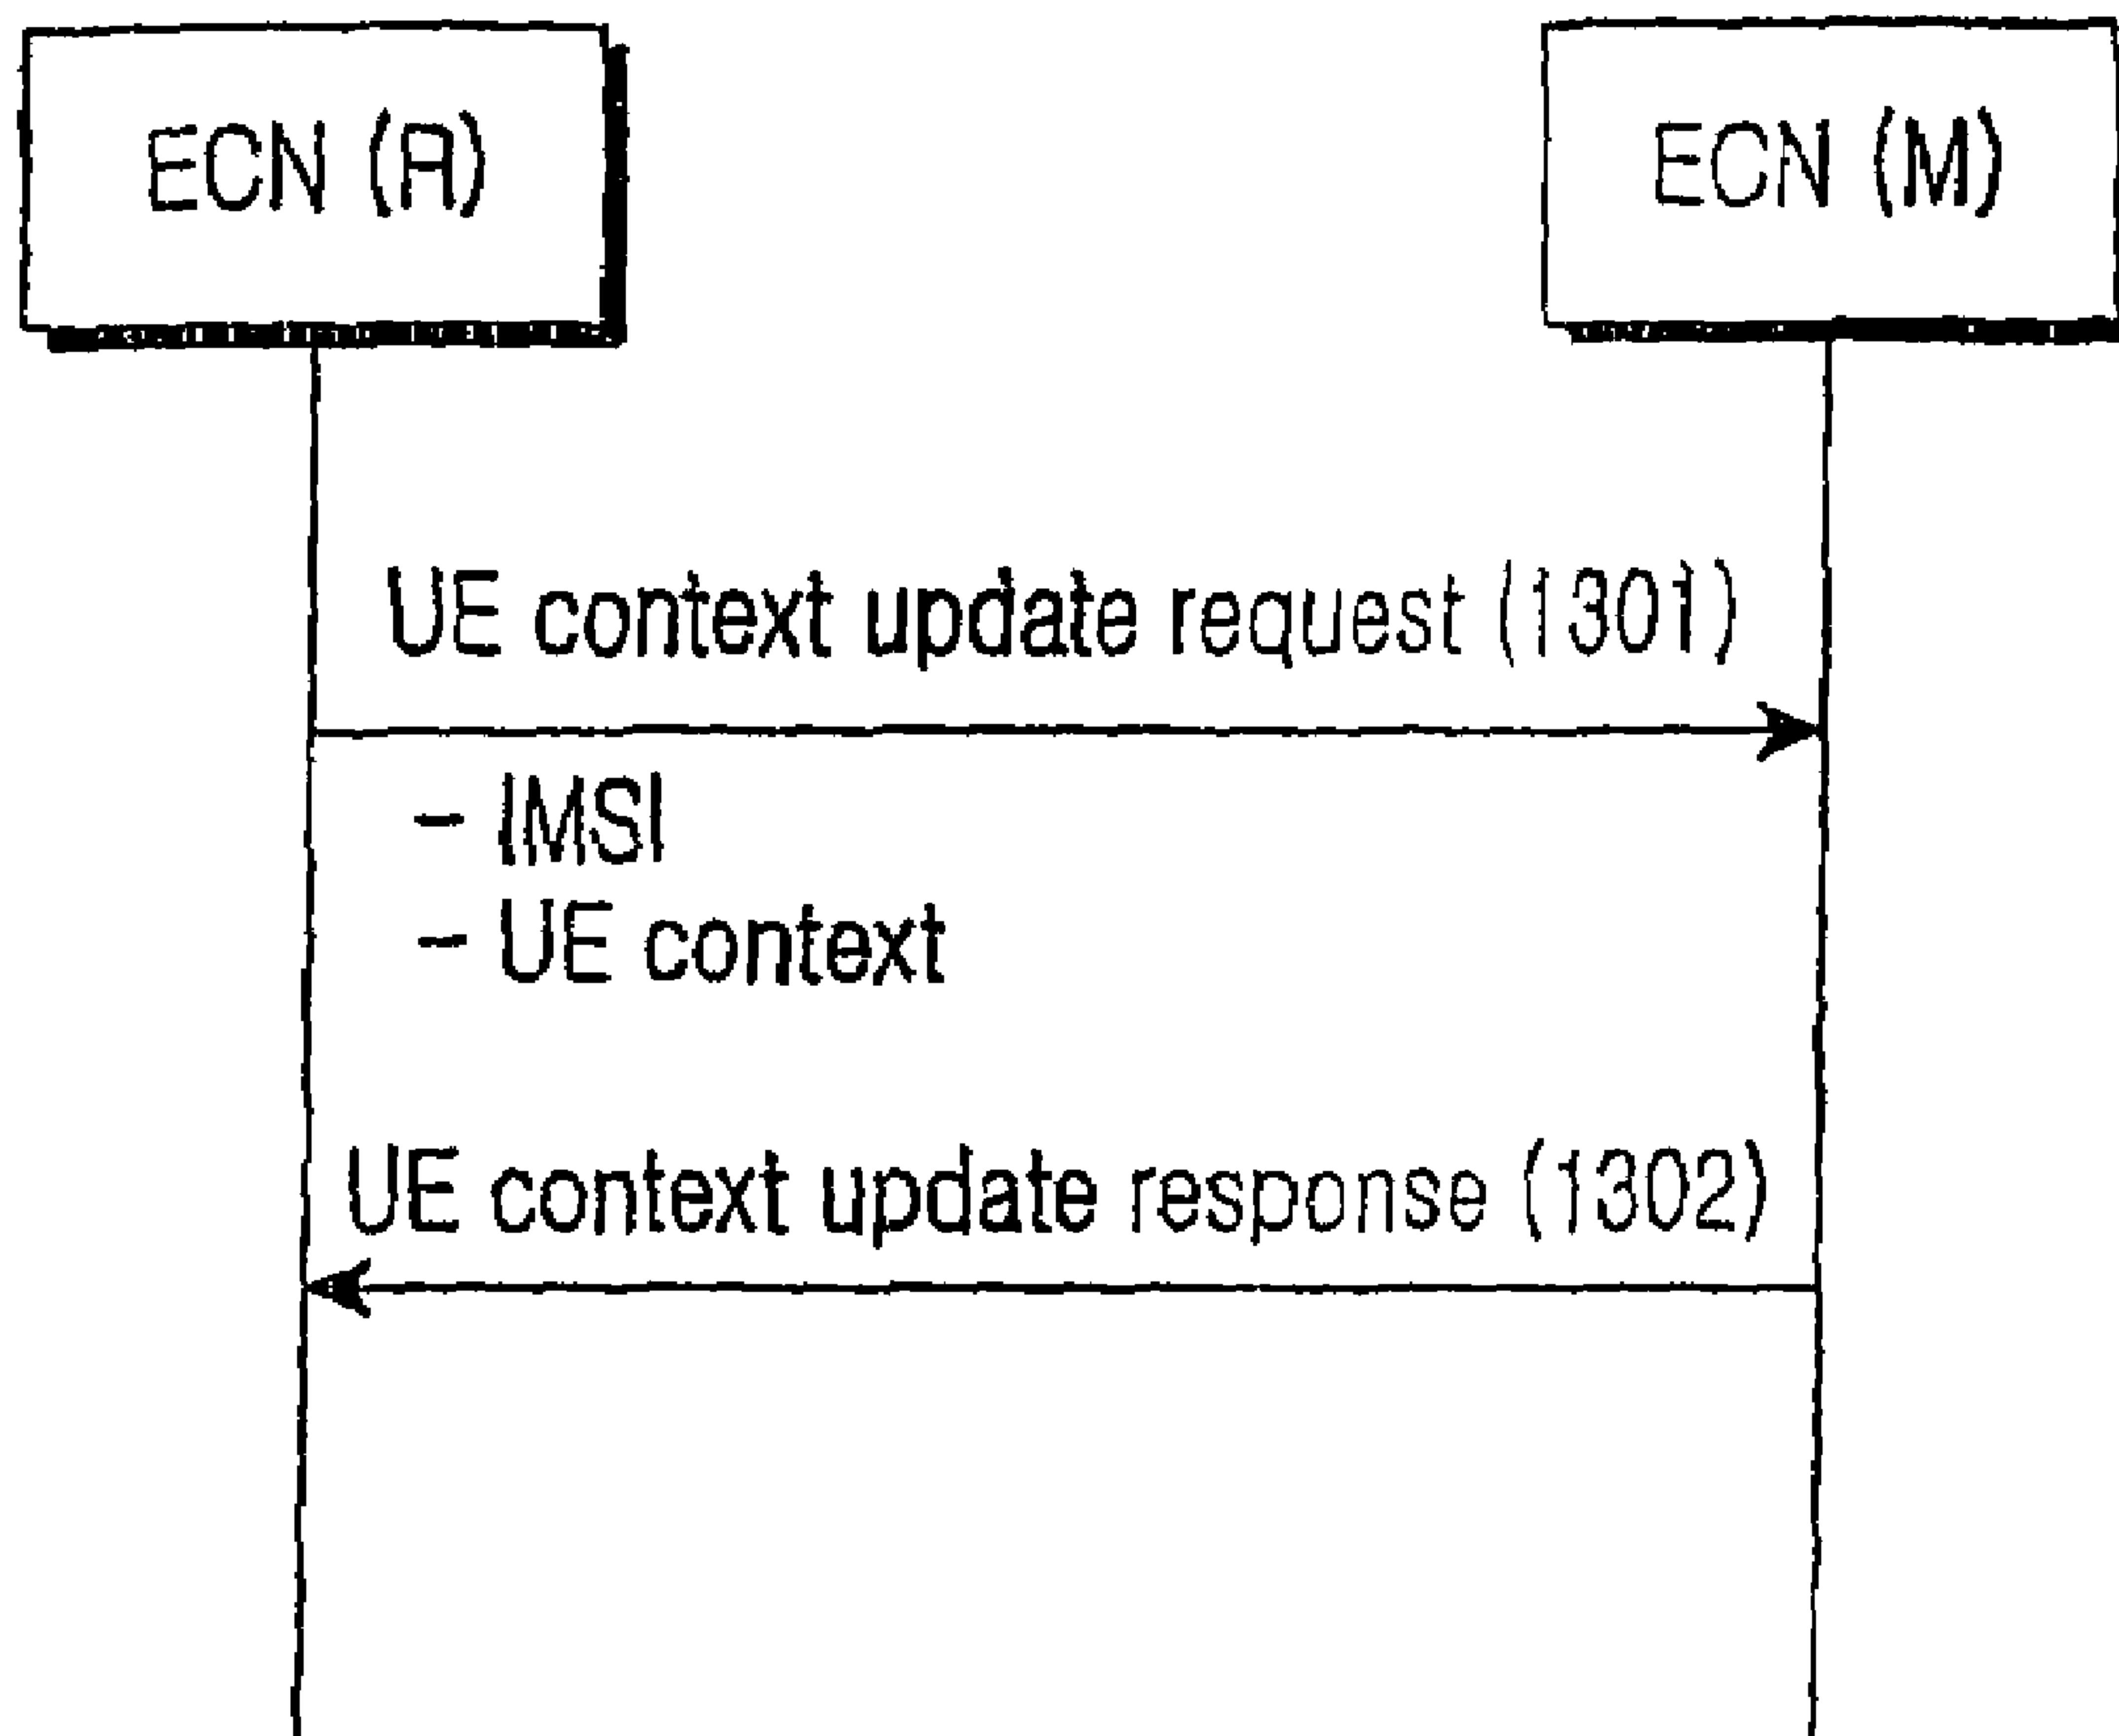 ECN (A)
ECN (M)
UE context update request (1301)
- IMSI
- UE context
UE context update response (1302)